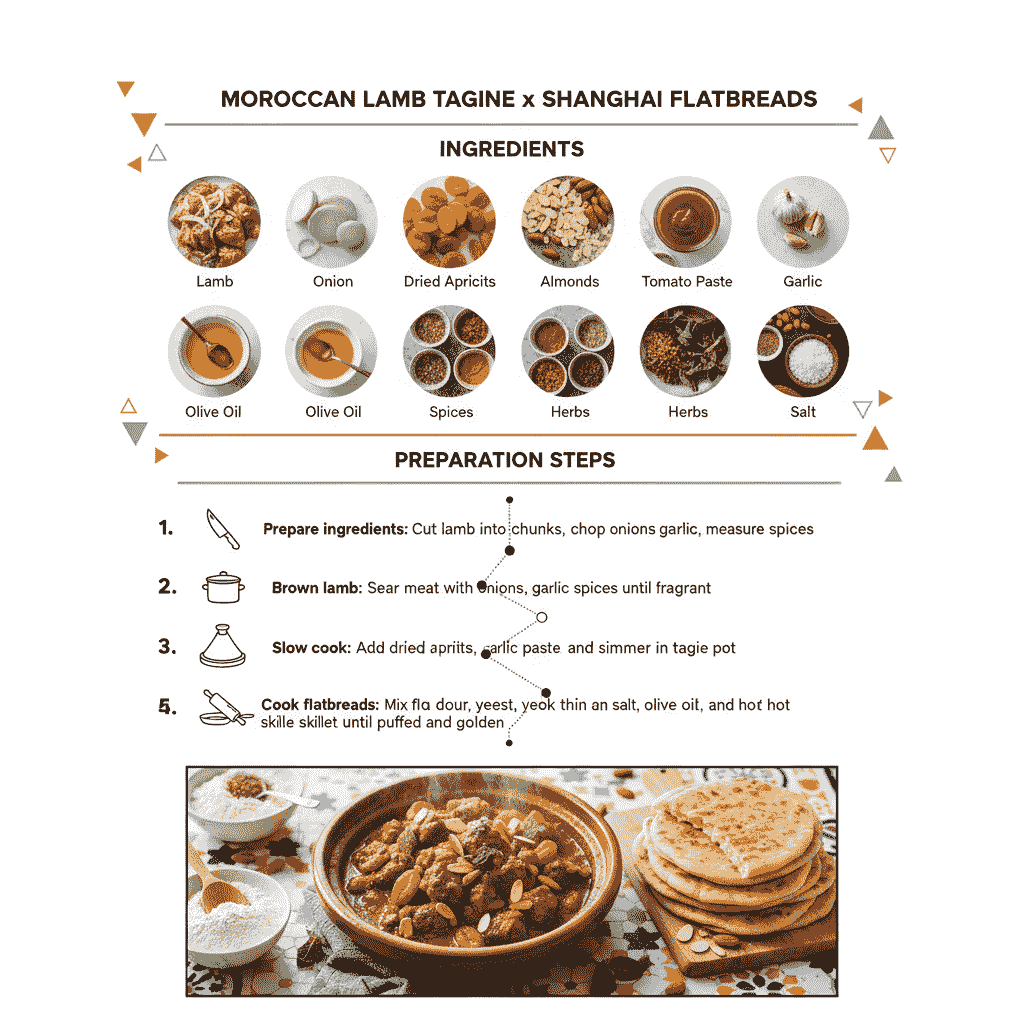 MOROCCAN LAMB TAGINE x SHANGHAI FLATBREADS
INGREDIENTS
Lamb
Onion
Dried Apricits
Almonds
Tomato Paste
Garlic
Olive Oil
Olive Oil
Spices
Herbs
Herbs
Salt
PREPARATION STEPS
1. Prepare ingredients: Cut lamb into chunks, chop onions garlic, measure spices
2. Brown lamb: Sear meat with onions, garlic spices until fragrant
3. Slow cook: Add dried apriits, garlic paste and simmer in tagie pot
5. Cook flatbreads: Mix fla dour, yeest, yeok thin an salt, olive oil, and hot hot
skille skillet until puffed and golden